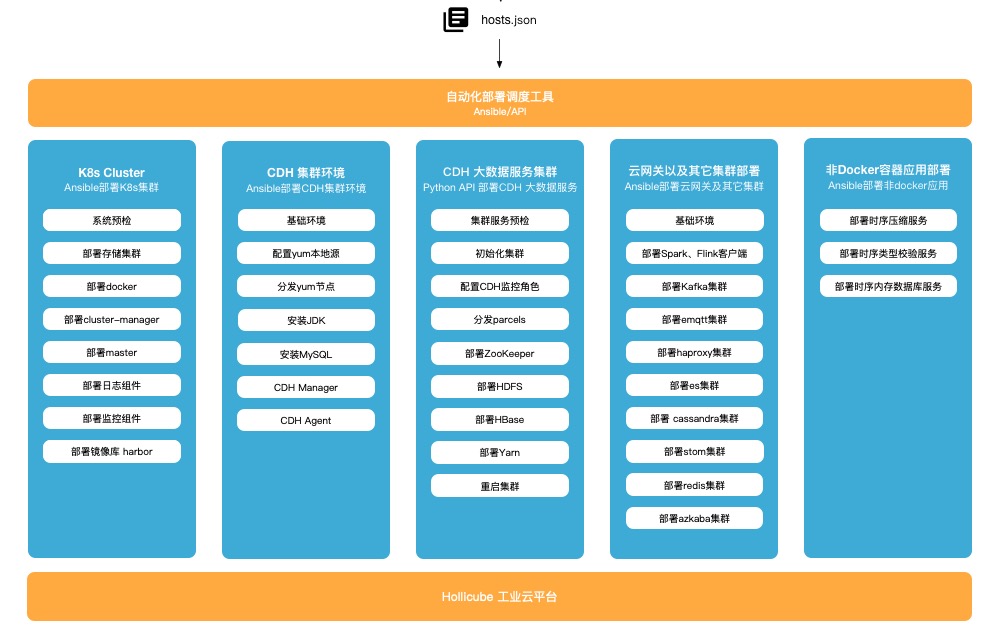 hosts.json
自动化部署调度工具
Ansible/API
K8s Cluster
Ansible部署K8s集群
系统预检
部署存储集群
部署docker
部署cluster-manager
部署master
部署日志组件
部署监控组件
部署镜像库 harbor
CDH 集群环境
Ansible部署CDH集群环境
基础环境
配置yum本地源
分发yum节点
安装JDK
安装MySQL
CDH Manager
CDH Agent
CDH 大数据服务集群
Python API 部署CDH 大数据服务
集群服务预检
初始化集群
配置CDH监控角色
分发parcels
部署ZooKeeper
部署HDFS
部署HBase
部署Yarn
重启集群
云网关以及其它集群部署
Ansible部署云网关及其它集群
基础环境
部署Spark、Flink客户端
部署Kafka集群
部署emqtt集群
部署haproxy集群
部署es集群
部署 cassandra集群
部署stom集群
部署redis集群
部署azkaba集群
非Docker容器应用部署
Ansible部署非docker应用
部署时序压缩服务
部署时序类型校验服务
部署时序内存数据库服务
Hollicube 工业云平台